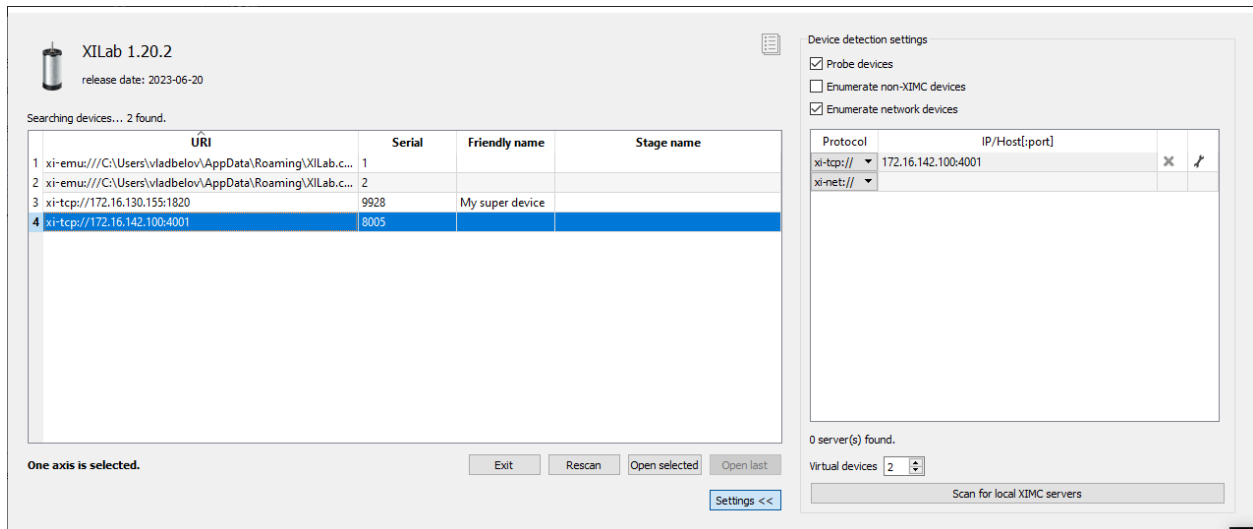 XILab 1.20.2
release date: 2023-06-20
Searching devices... 2 found.
URI Serial Friendly name Stage name
1 xi-emu:///C:\Users\vladbelov\AppData\Roaming\XILab.c... 1
2 xi-emu:///C:\Users\vladbelov\AppData\Roaming\XILab.c... 2
3 xi-tcp://172.16.130.155:1820 9928 My super device
4 xi-tcp://172.16.142.100:4001 8005
One axis is selected.
Exit Rescan Open selected Open last
Settings <<
Device detection settings
Probe devices
Enumerate non-XIMC devices
Enumerate network devices
Protocol IP/Host[:port]
xi-tcp:// 172.16.142.100:4001
xi-net://
0 server(s) found.
Virtual devices 2
Scan for local XIMC servers